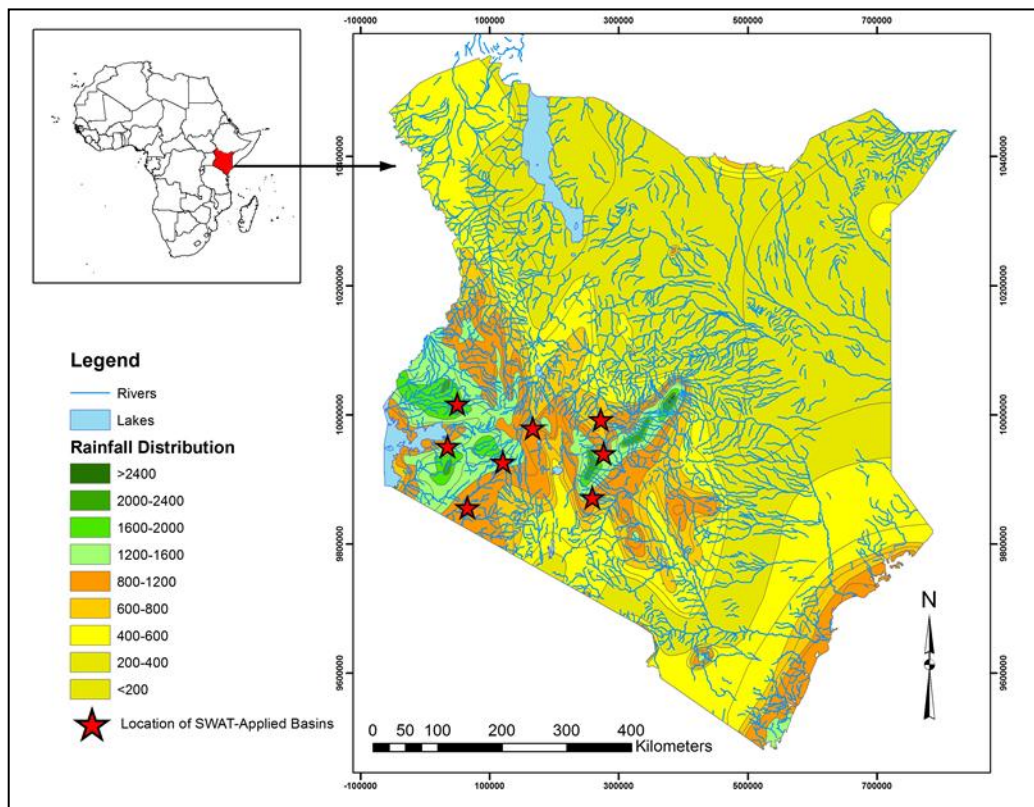 -100000 100000 300000 500000 700000
10400000
10200000
10000000
9800000
9600000
10400000
10200000
10000000
9800000
9600000
Legend
Rivers
Lakes
Rainfall Distribution
>2400
2000-2400
1600-2000
1200-1600
800-1200
600-800
400-600
200-400
<200
Location of SWAT-Applied Basins
N
0 50 100 200 300 400
Kilometers
-100000 100000 300000 500000 700000